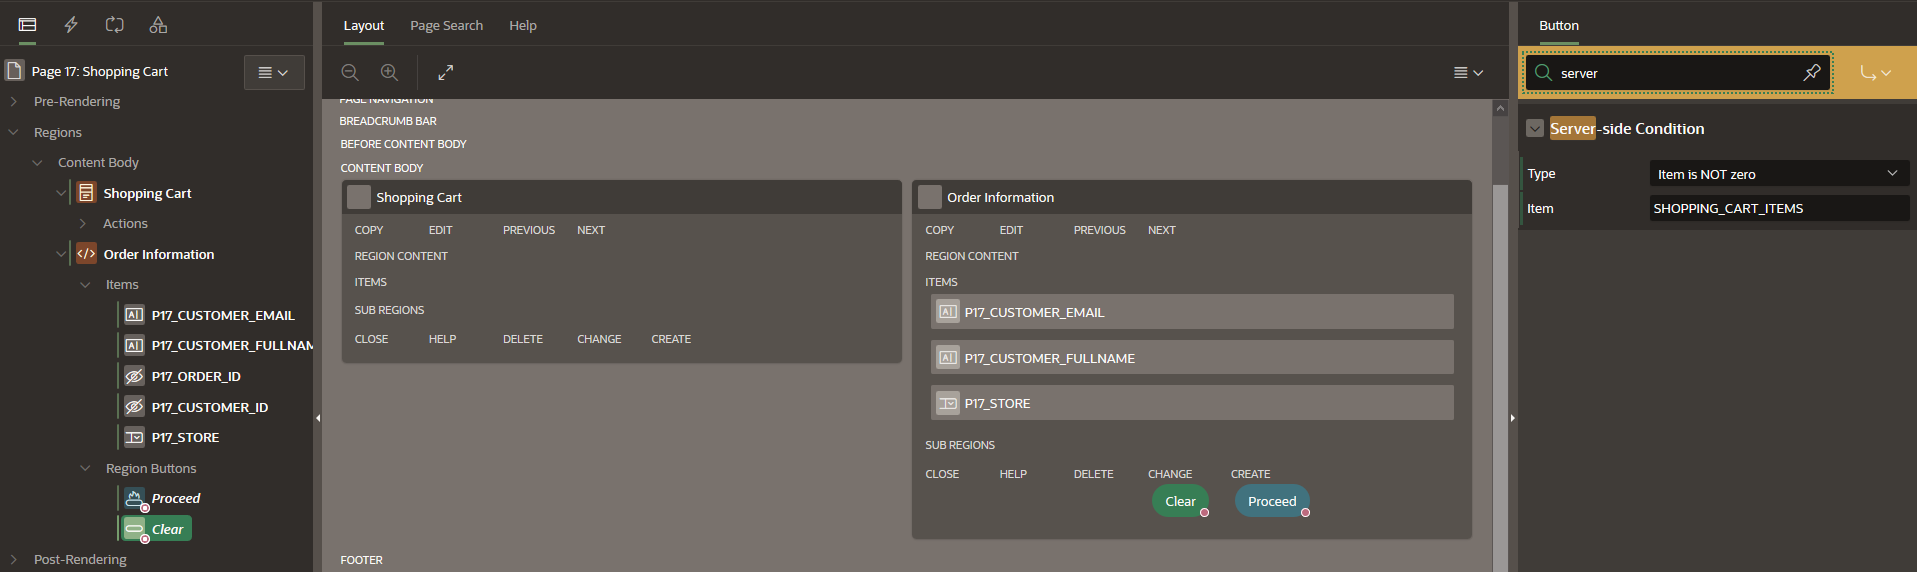 Page 17: Shopping Cart
Pre-Rendering
Regions
Content Body
Shopping Cart
Actions
Order Information
Items
P17_CUSTOMER_EMAIL
P17_CUSTOMER_FULLNAM
P17_ORDER_ID
P17_CUSTOMER_ID
P17_STORE
Region Buttons
Proceed
Clear
Post-Rendering
Layout Page Search Help
PAGE NAVIGATION
BREADCRUMB BAR
BEFORE CONTENT BODY
CONTENT BODY
Shopping Cart
COPY EDIT PREVIOUS NEXT
REGION CONTENT
ITEMS
SUB REGIONS
CLOSE HELP DELETE CHANGE CREATE
Order Information
COPY EDIT PREVIOUS NEXT
REGION CONTENT
ITEMS
P17_CUSTOMER_EMAIL
P17_CUSTOMER_FULLNAME
P17_STORE
SUB REGIONS
CLOSE HELP DELETE CHANGE CREATE
Clear Proceed
FOOTER
Button
server
Server-side Condition
Type Item is NOT zero
Item SHOPPING_CART_ITEMS